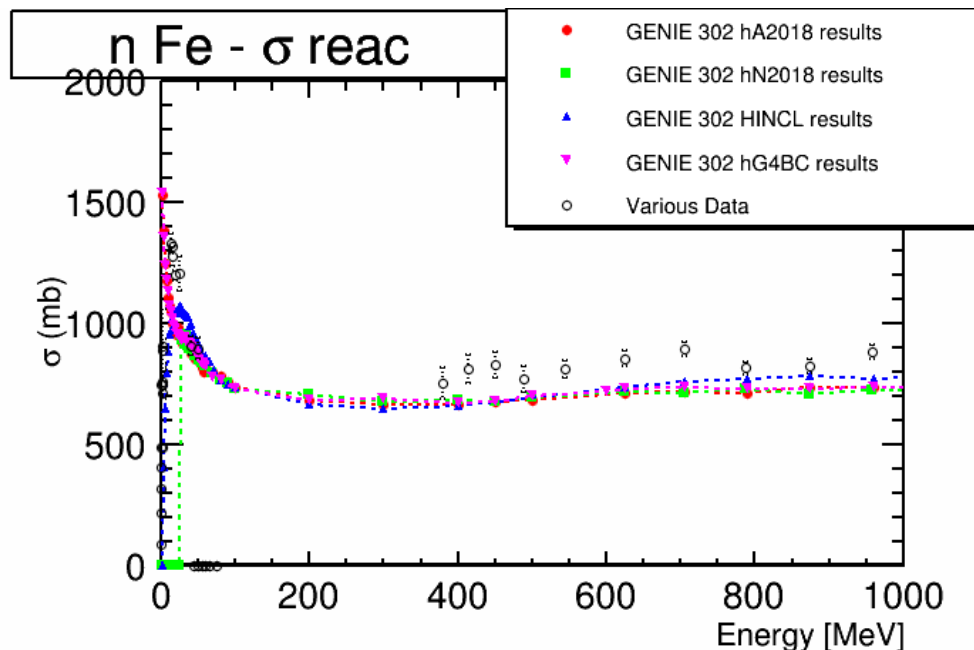 n Fe - σ reac
GENIE 302 hA2018 results
GENIE 302 hN2018 results
GENIE 302 HINCL results
GENIE 302 hG4BC results
Various Data
2000
1500
1000
500
0
σ (mb)
0 200 400 600 800 1000
Energy [MeV]